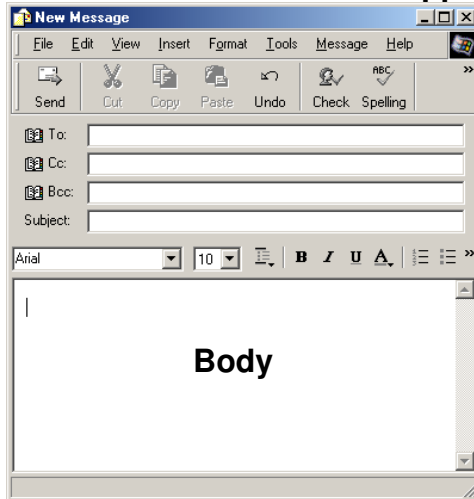 New Message
File Edit View Insert Format Tools Message Help
Send Cut Copy Paste Undo Check Spelling
ABC
To:
Cc:
Bcc:
Subject:
Arial 10 B I U A
Body